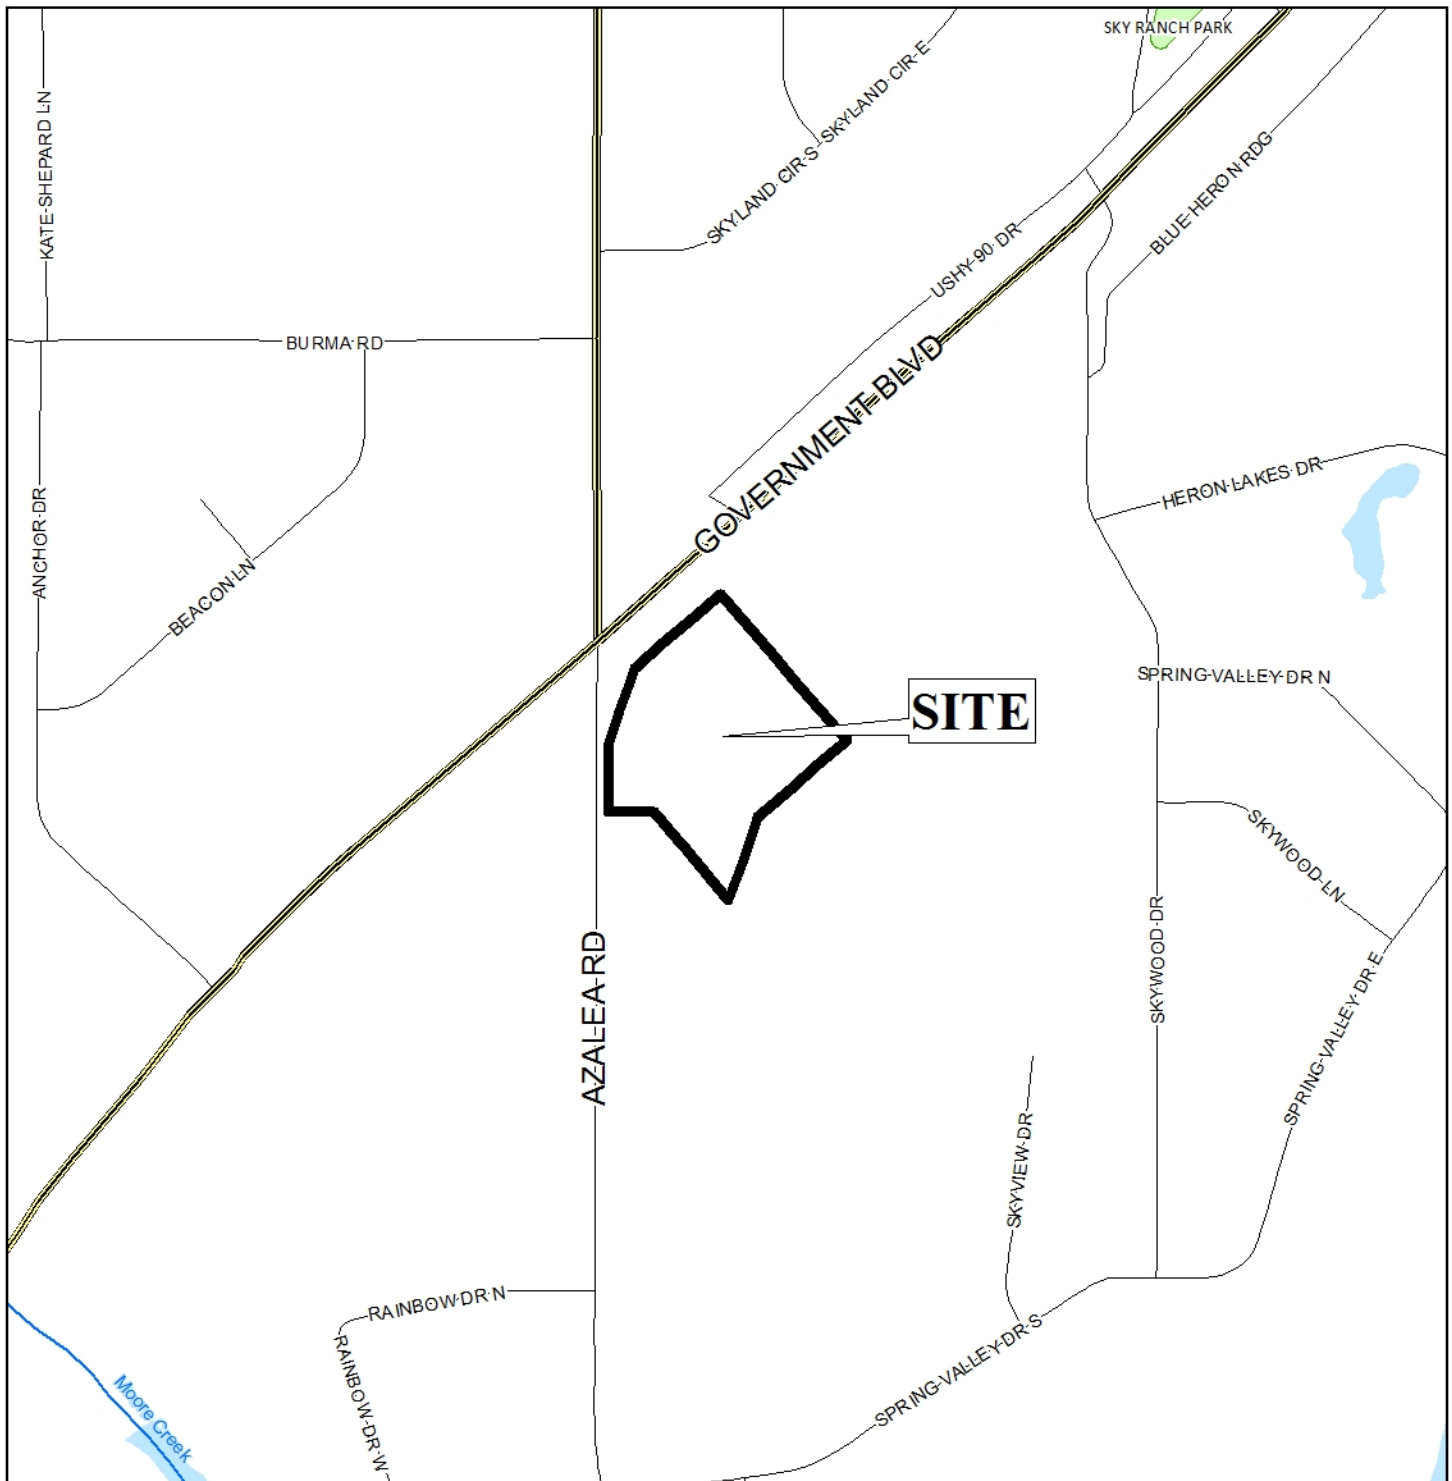 SKY RANCH PARK
KATE SHEPARD LN
SKYLAND CIR E
SKYLAND CIR S
BLUE HERON RDG
USHY 90 DR
BURMA RD
GOVERNMENT BLVD
HERON LAKES DR
ANCHOR DR
BEACON LN
SPRING VALLEY DR N
SITE
SKYWOOD LN
SKYWOOD DR
AZALEA RD
SPRING VALLEY DR E
SKYVIEW DR
RAINBOW DR N
SPRING VALLEY DR S
RAINBOW DR W
Moore Creek